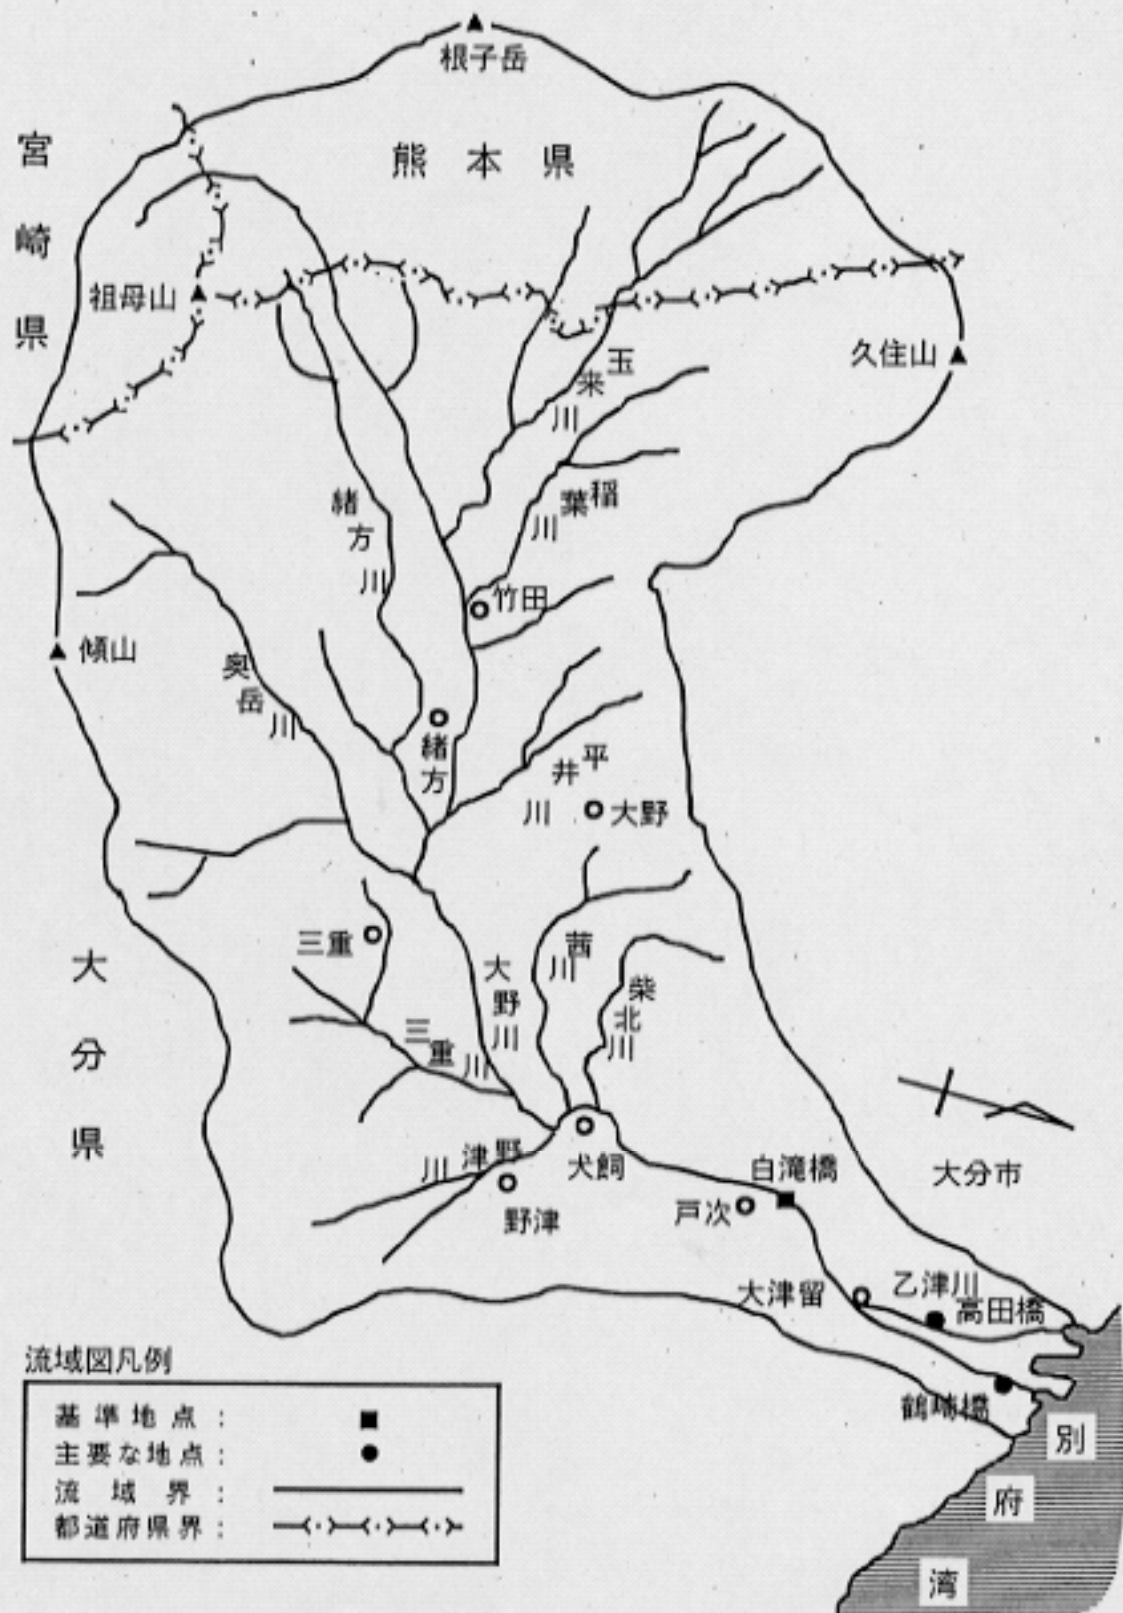 根子岳
熊本県
宮崎県
祖母山
久住山
玉来川
稲葉川
緒方川
竹田
傾山
奥岳川
緒方
平井川
大野
三重
大野川
茜川
柴北川
三重川
大分県
野津川
野津
犬飼
白滝橋
戸次
大分市
大津留
乙津川
高田橋
鶴崎橋
別府湾
流域図凡例
基準地点：
主要な地点：
流域界：
都道府県界：